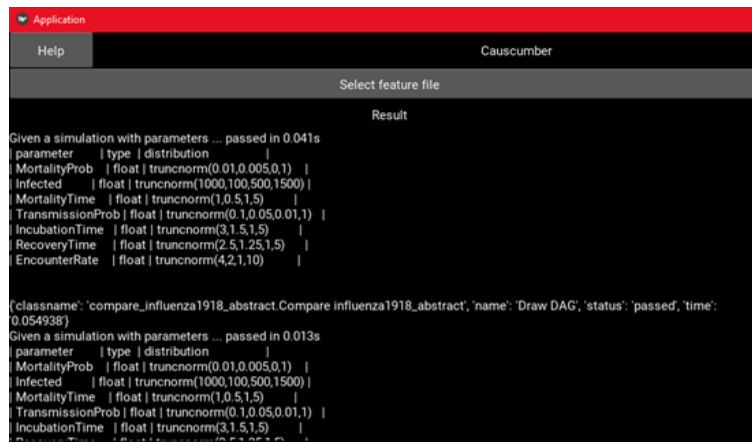 Application
Help
Causcumber
Select feature file
Result
Given a simulation with parameters ... passed in 0.041s
| parameter | type | distribution |
| MortalityProb | float | truncnorm(0.01,0.005,0,1) |
| Infected | float | truncnorm(1000,100,500,1500) |
| MortalityTime | float | truncnorm(1,0.5,1,5) |
| TransmissionProb | float | truncnorm(0.1,0.05,0.01,1) |
| IncubationTime | float | truncnorm(3,1.5,1,5) |
| RecoveryTime | float | truncnorm(2.5,1.25,1,5) |
| EncounterRate | float | truncnorm(4,2,1,10) |
{'classname': 'compare_influenza1918_abstract.Compare influenza1918_abstract', 'name': 'Draw DAG', 'status': 'passed', 'time':
'0.054938'}
Given a simulation with parameters ... passed in 0.013s
| parameter | type | distribution |
| MortalityProb | float | truncnorm(0.01,0.005,0,1) |
| Infected | float | truncnorm(1000,100,500,1500) |
| MortalityTime | float | truncnorm(1,0.5,1,5) |
| TransmissionProb | float | truncnorm(0.1,0.05,0.01,1) |
| IncubationTime | float | truncnorm(3,1.5,1,5) |